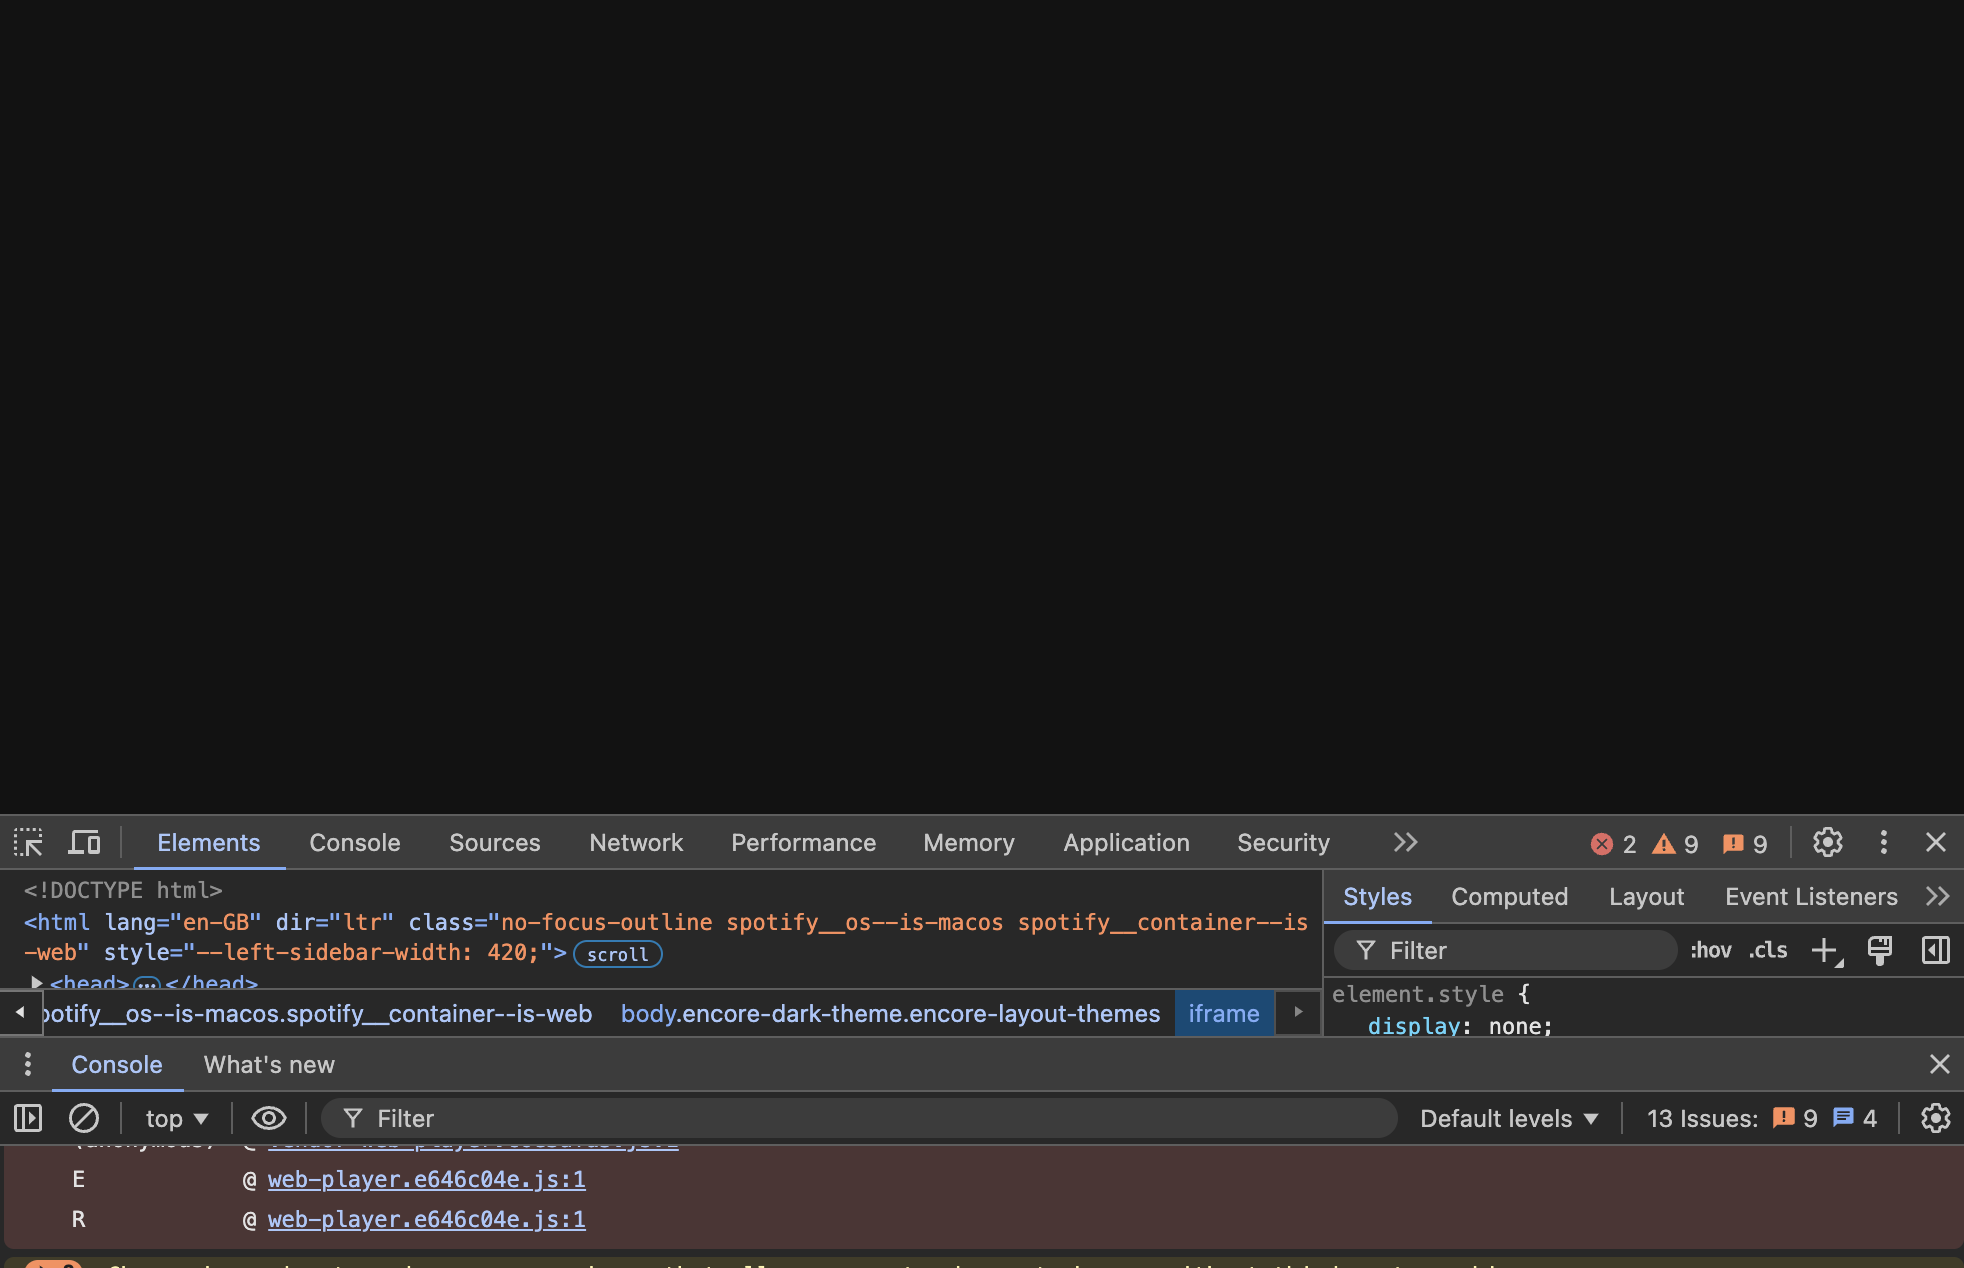 Elements Console Sources Network Performance Memory Application Security 2 9 9
<!DOCTYPE html>
<html lang="en-GB" dir="ltr" class="no-focus-outline spotify__os--is-macos spotify__container--is
-web" style="--left-sidebar-width: 420;"> scroll
<head>…</head>
potify__os--is-macos.spotify__container--is-web body.encore-dark-theme.encore-layout-themes iframe
Styles Computed Layout Event Listeners
Filter :hov .cls
element.style {
display: none;
Console What's new
top Filter Default levels 13 Issues: 9 4
(anonymous) @
E @ web-player.e646c04e.js:1
R @ web-player.e646c04e.js:1